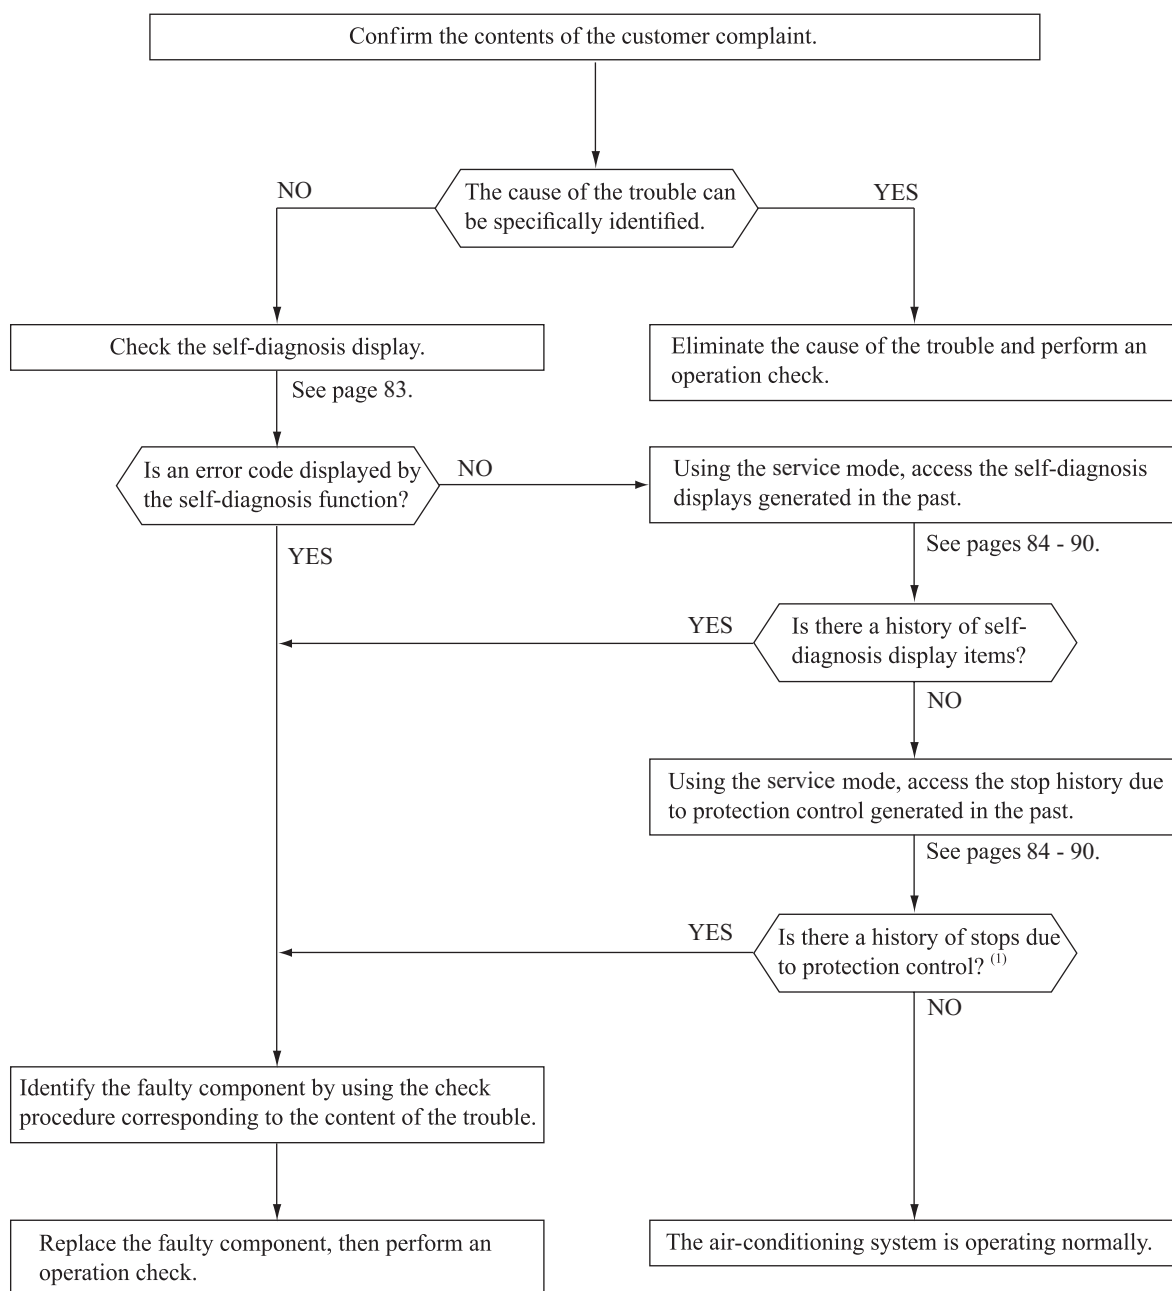 Confirm the contents of the customer complaint.
NO
The cause of the trouble can
be specifically identified.
YES
Check the self-diagnosis display.
Eliminate the cause of the trouble and perform an
operation check.
See page 83.
Is an error code displayed by
the self-diagnosis function?
NO
Using the service mode, access the self-diagnosis
displays generated in the past.
YES
See pages 84 - 90.
YES
Is there a history of self-
diagnosis display items?
NO
Using the service mode, access the stop history due
to protection control generated in the past.
See pages 84 - 90.
YES
Is there a history of stops due
to protection control? (1)
NO
Identify the faulty component by using the check
procedure corresponding to the content of the trouble.
Replace the faulty component, then perform an
operation check.
The air-conditioning system is operating normally.